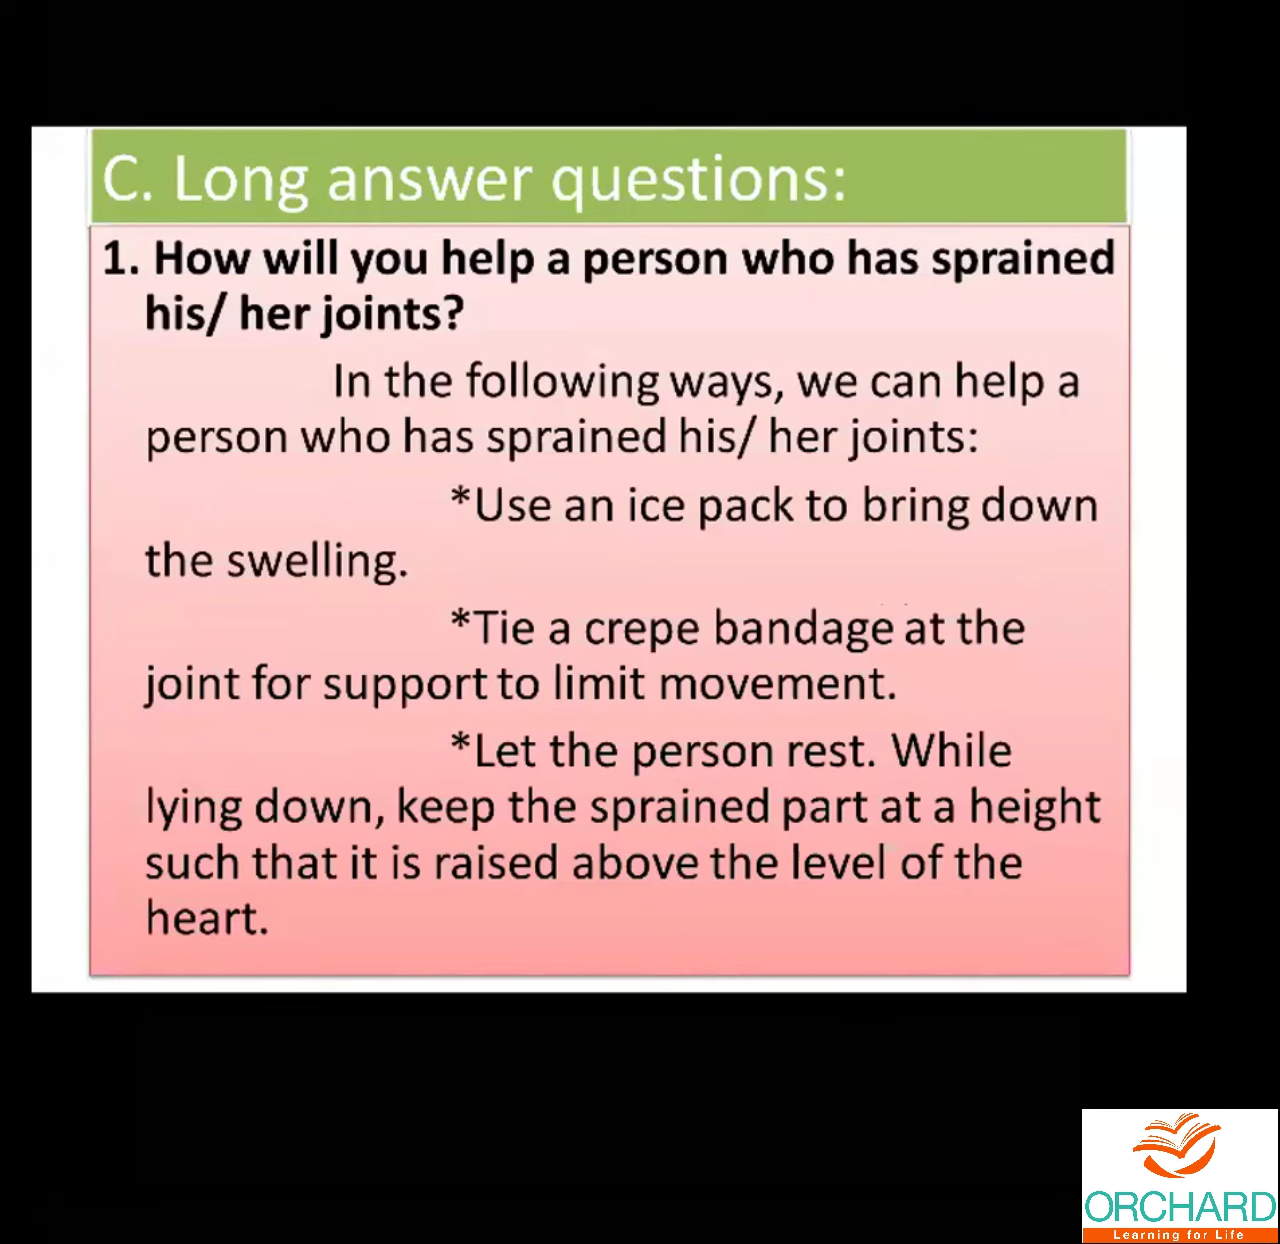 C. Long answer questions:
1. How will you help a person who has sprained
his/ her joints?
In the following ways, we can help a
person who has sprained his/ her joints:
*Use an ice pack to bring down
the swelling.
*Tie a crepe bandage at the
joint for support to limit movement.
*Let the person rest. While
lying down, keep the sprained part at a height
such that it is raised above the level of the
heart.
ORCHARD
Learning for Life